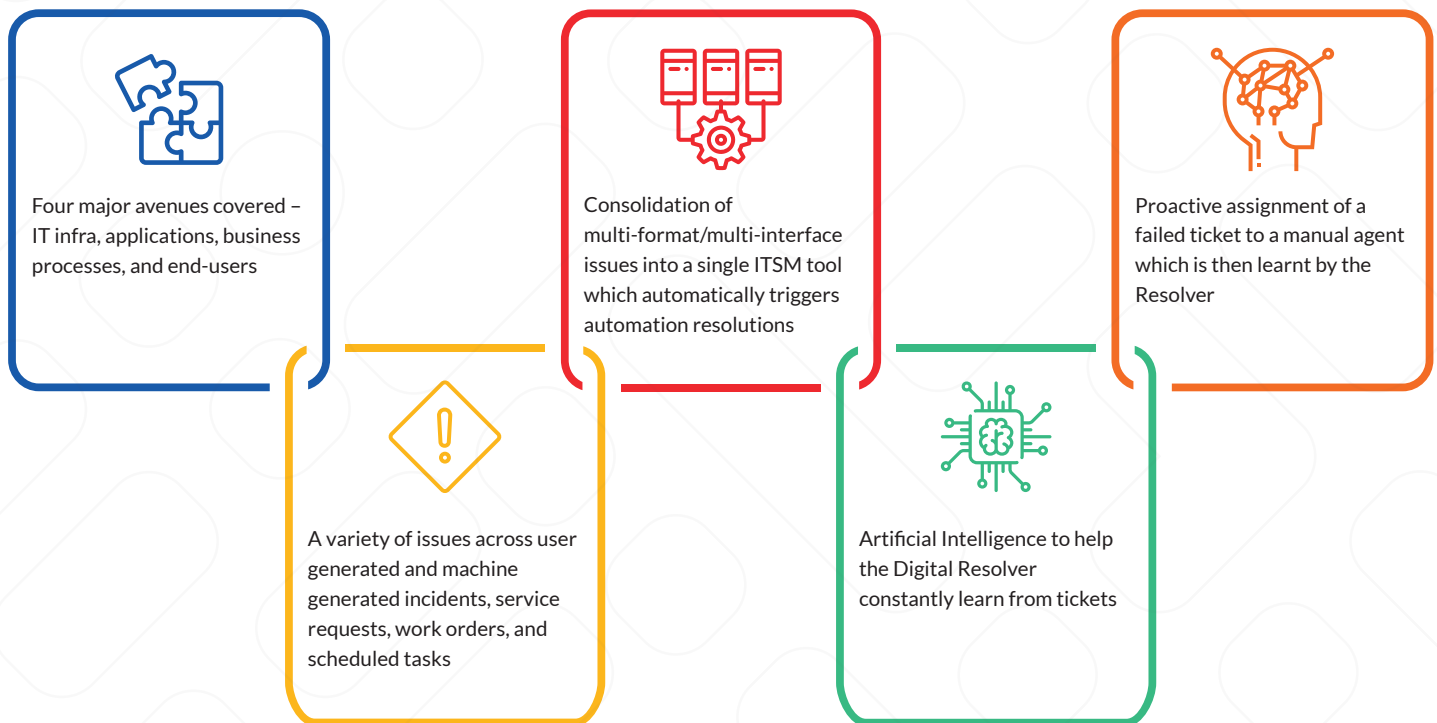 Four major avenues covered –
IT infra, applications, business
processes, and end-users
A variety of issues across user
generated and machine
generated incidents, service
requests, work orders, and
scheduled tasks
Consolidation of
multi-format/multi-interface
issues into a single ITSM tool
which automatically triggers
automation resolutions
Artificial Intelligence to help
the Digital Resolver
constantly learn from tickets
Proactive assignment of a
failed ticket to a manual agent
which is then learnt by the
Resolver